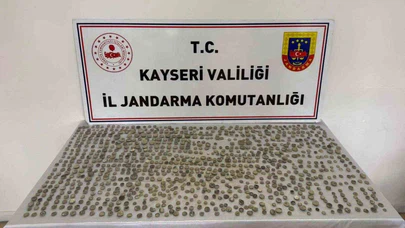 T.C.
KAYSERİ VALİLİĞİ
İL JANDARMA KOMUTANLIĞI